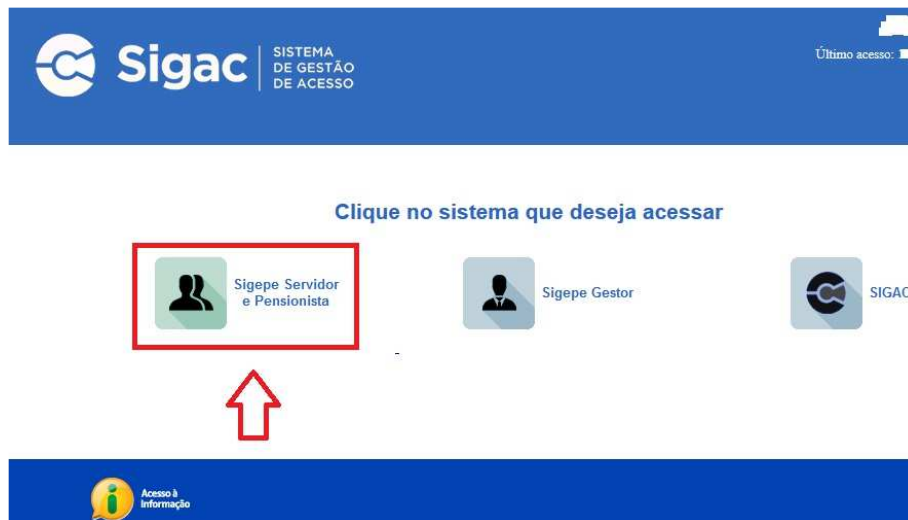 Sigac
SISTEMA
DE GESTÃO
DE ACESSO
Último acesso:
Clique no sistema que deseja acessar
Sigepe Servidor
e Pensionista
Sigepe Gestor
SIGAC
Acesso à
Informação